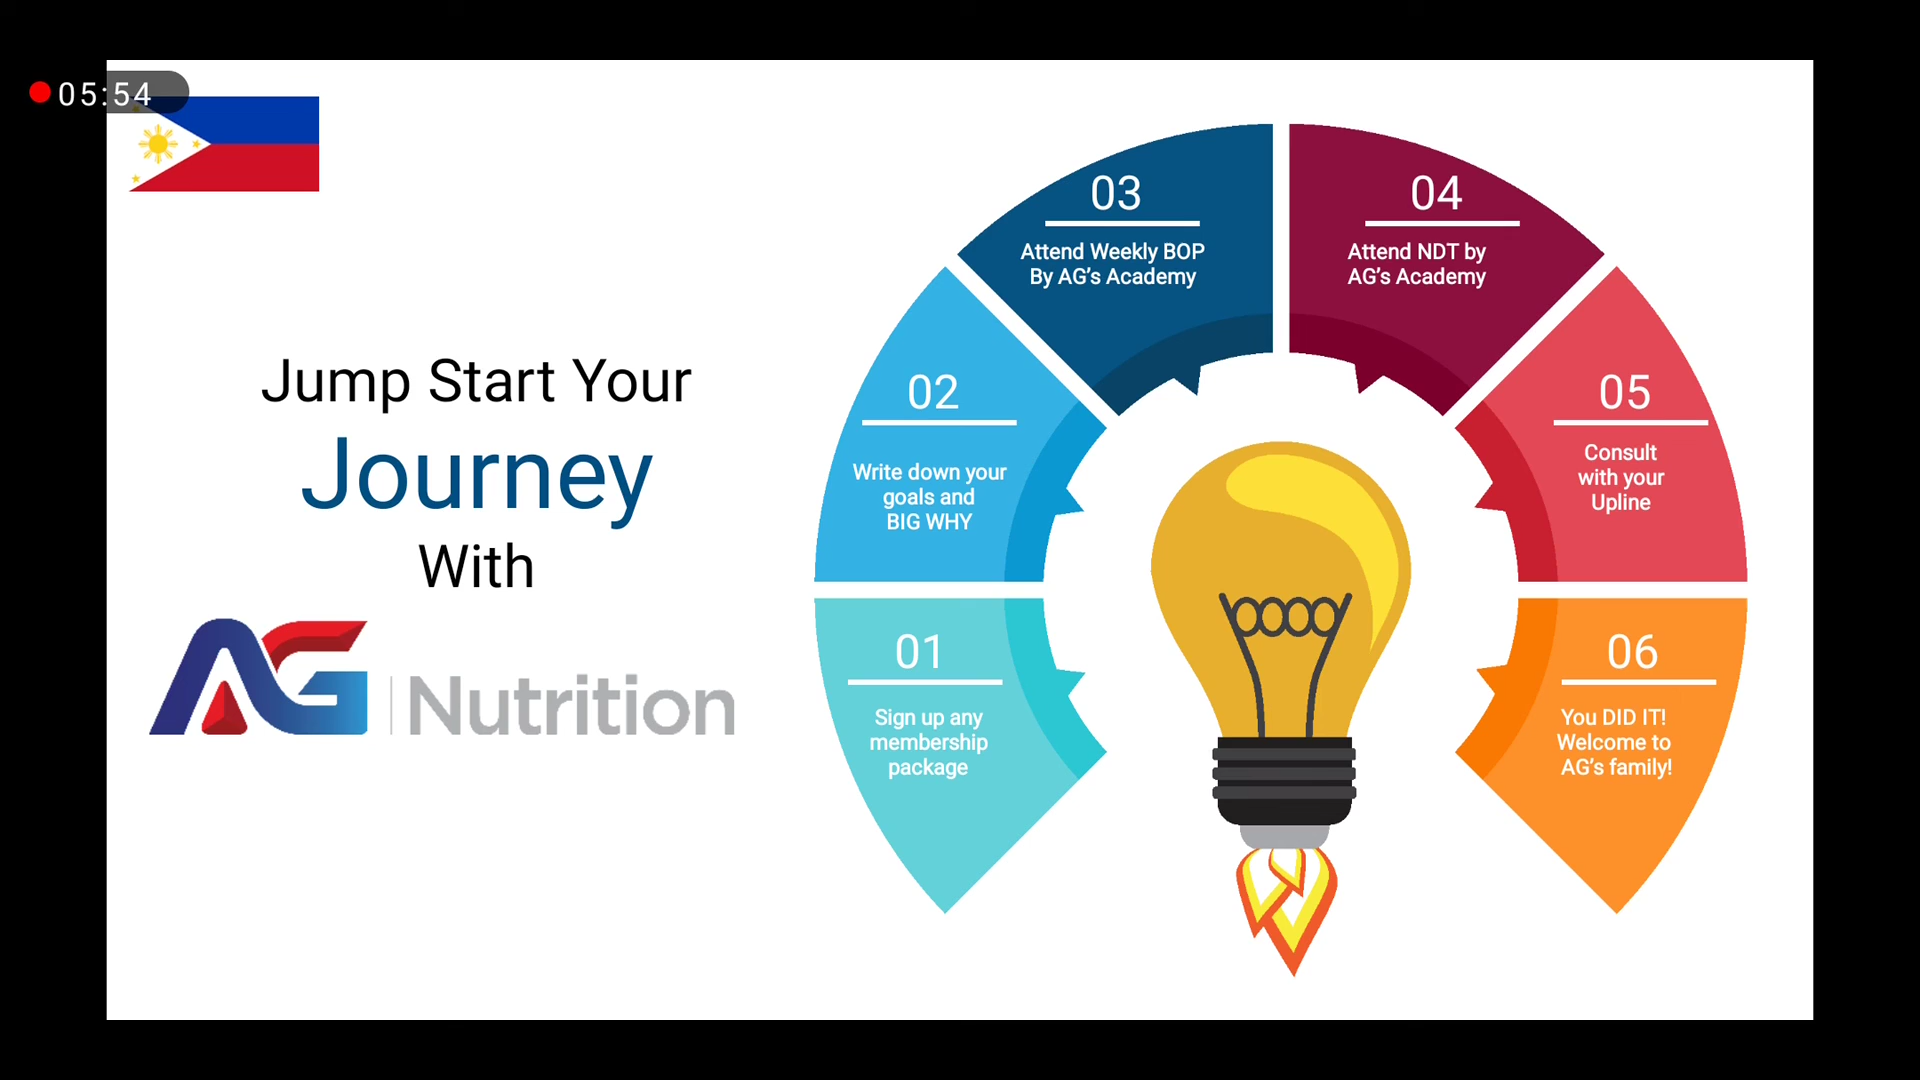 05:54
Jump Start Your
Journey
With
AG Nutrition
01
Sign up any
membership
package
02
Write down your
goals and
BIG WHY
03
Attend Weekly BOP
By AG's Academy
04
Attend NDT by
AG's Academy
05
Consult
with your
Upline
06
You DID IT!
Welcome to
AG's family!